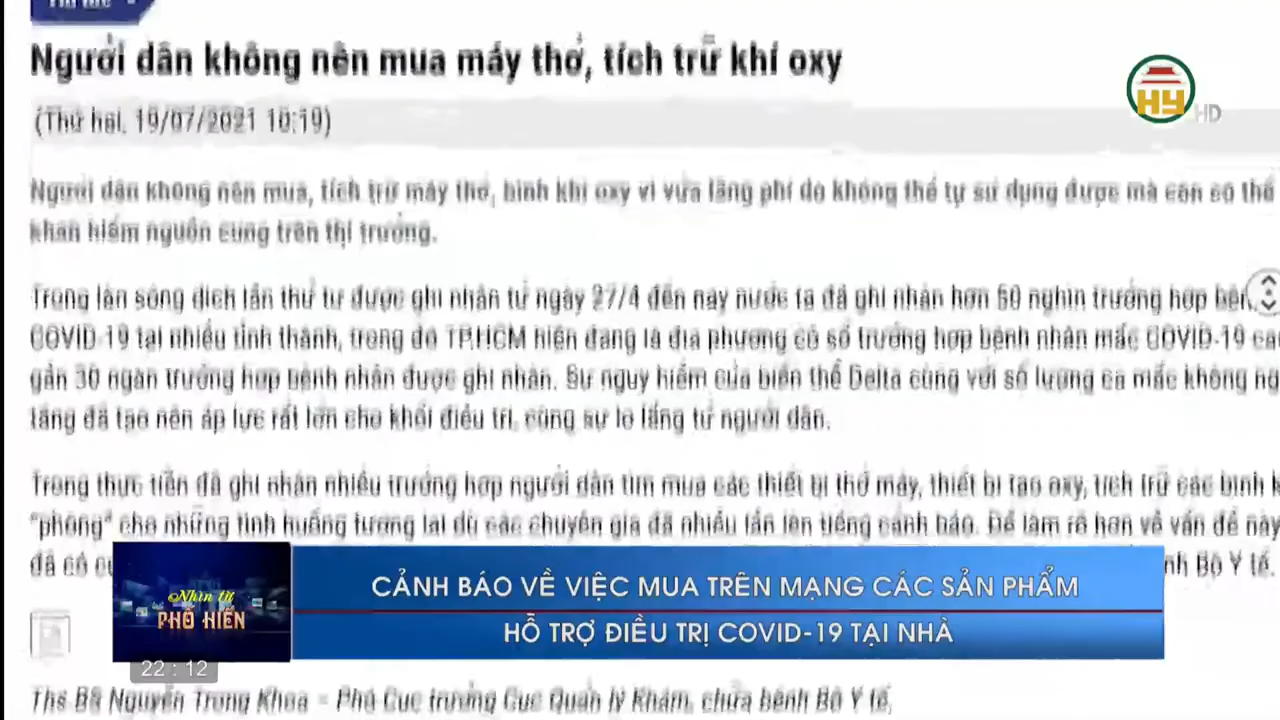 Tin tức
Người dân không nên mua máy thở, tích trữ khí oxy
HY HD
(Thứ hai, 19/07/2021 10:19)
Người dân không nên mua, tích trữ máy thở, bình khí oxy vì vừa lãng phí do không thể tự sử dụng được mà còn có thể
khan hiếm nguồn cung trên thị trường.
Trong làn sóng dịch lần thứ tư được ghi nhận từ ngày 27/4 đến nay nước ta đã ghi nhận hơn 50 nghìn trường hợp bện
COVID-19 tại nhiều tỉnh thành, trong đó TP.HCM hiện đang là địa phương có số trường hợp bệnh nhân mắc COVID-19 ca
gần 30 ngàn trường hợp bệnh nhân được ghi nhận. Sự nguy hiểm của biến thể Delta cùng với số lượng ca mắc không ng
tăng đã tạo nên áp lực rất lớn cho khối điều trị, cũng sự lo lắng từ người dân.
Trong thực tiễn đã ghi nhận nhiều trường hợp người dân tìm mua các thiết bị thở máy, thiết bị tạo oxy, tích trữ các bình k
"phòng" cho những tình huống tương lai dù các chuyên gia đã nhiều lần lên tiếng cảnh báo. Để làm rõ hơn về vấn đề này
đã có cu nh Bộ Y tế.
Nhìn từ
PHỐ HIẾN
CẢNH BÁO VỀ VIỆC MUA TRÊN MẠNG CÁC SẢN PHẨM
HỖ TRỢ ĐIỀU TRỊ COVID-19 TẠI NHÀ
22:12
Ths BS Nguyễn Trọng Khoa - Phó Cục trưởng Cục Quản lý Khám, chữa bệnh Bộ Y tế,